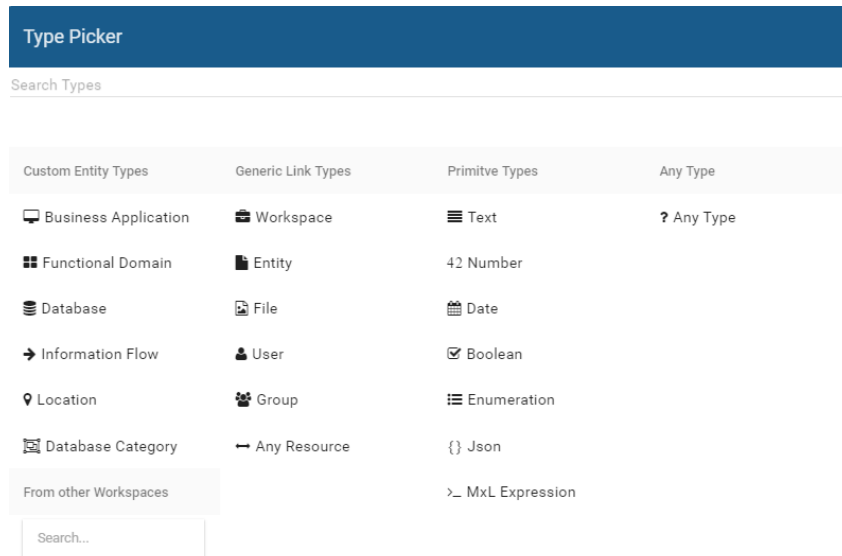 Type Picker
Search Types
Custom Entity Types Generic Link Types Primitve Types Any Type
Business Application Workspace Text ? Any Type
Functional Domain Entity 42 Number
Database File Date
Information Flow User Boolean
Location Group Enumeration
Database Category Any Resource {} Json
From other Workspaces >_ MxL Expression
Search...